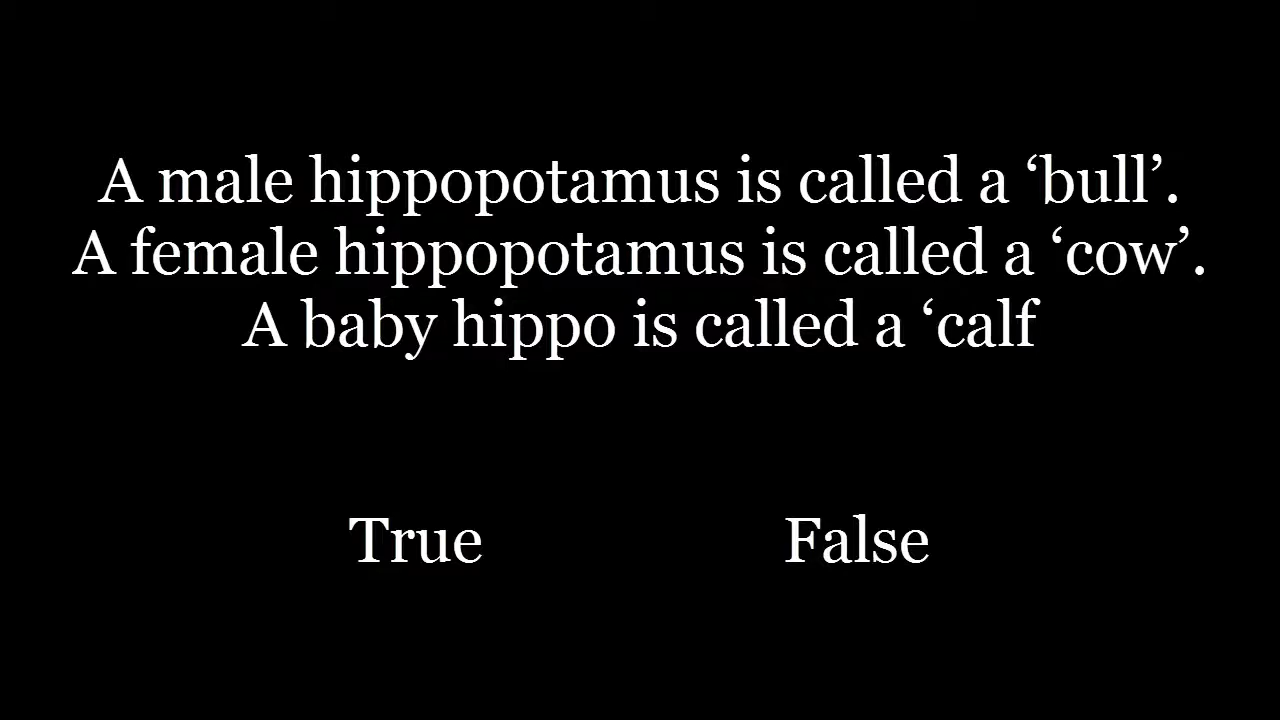 A male hippopotamus is called a ‘bull’.
A female hippopotamus is called a ‘cow’.
A baby hippo is called a ‘calf
True False